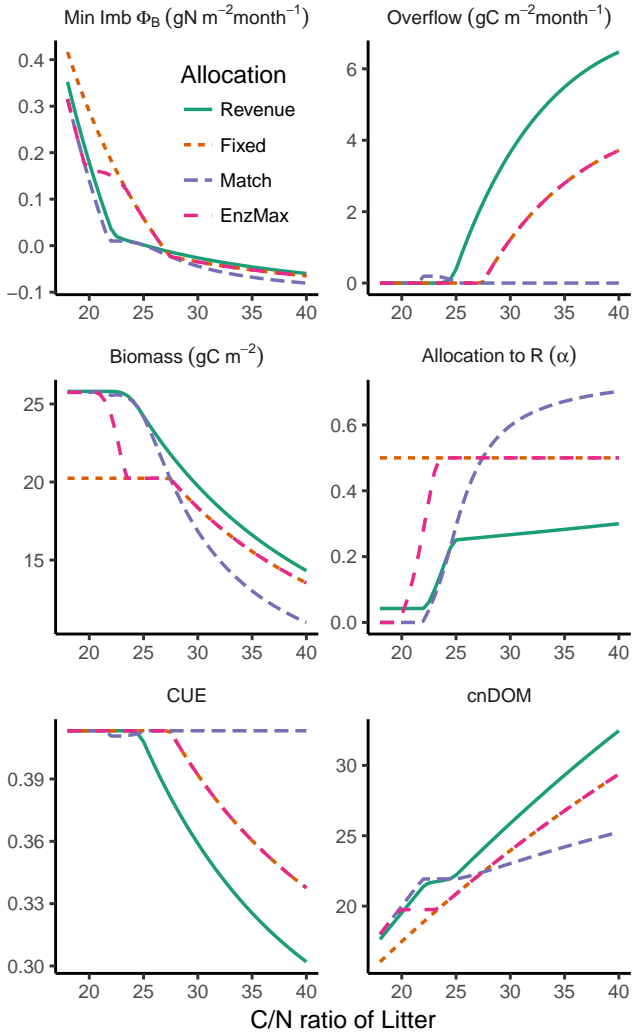 Min Imb Φ_B (gN m⁻²month⁻¹)
Overflow (gC m⁻²month⁻¹)
Allocation
Revenue
Fixed
Match
EnzMax
0.4
0.3
0.2
0.1
0.0
−0.1
20 25 30 35 40
6
4
2
0
20 25 30 35 40
Biomass (gC m⁻²)
Allocation to R (α)
25
20
15
20 25 30 35 40
0.6
0.4
0.2
0.0
20 25 30 35 40
CUE
cnDOM
0.39
0.36
0.33
0.30
20 25 30 35 40
30
25
20
20 25 30 35 40
C/N ratio of Litter